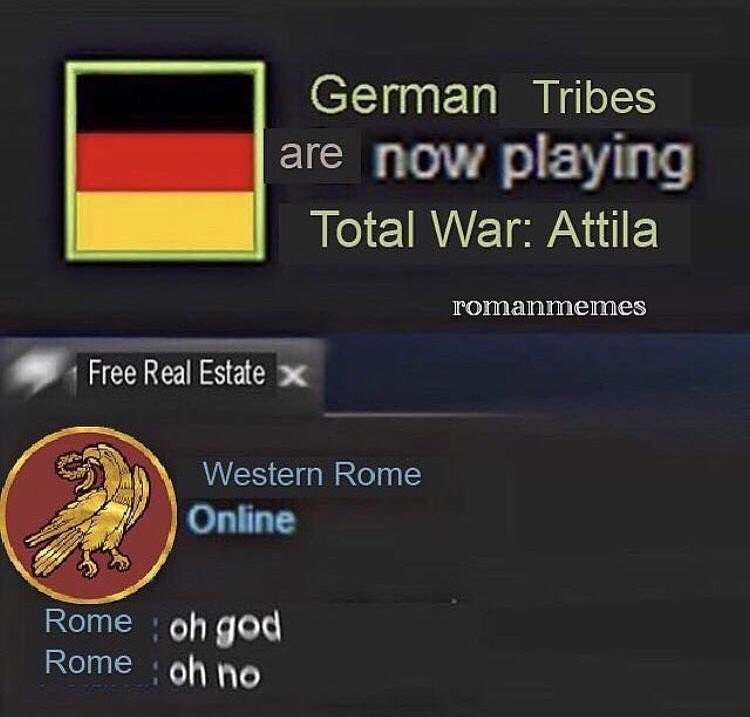 German Tribes
are now playing
Total War: Attila
romanmemes
Free Real Estate x
Western Rome
Online
Rome : oh god
Rome : oh no